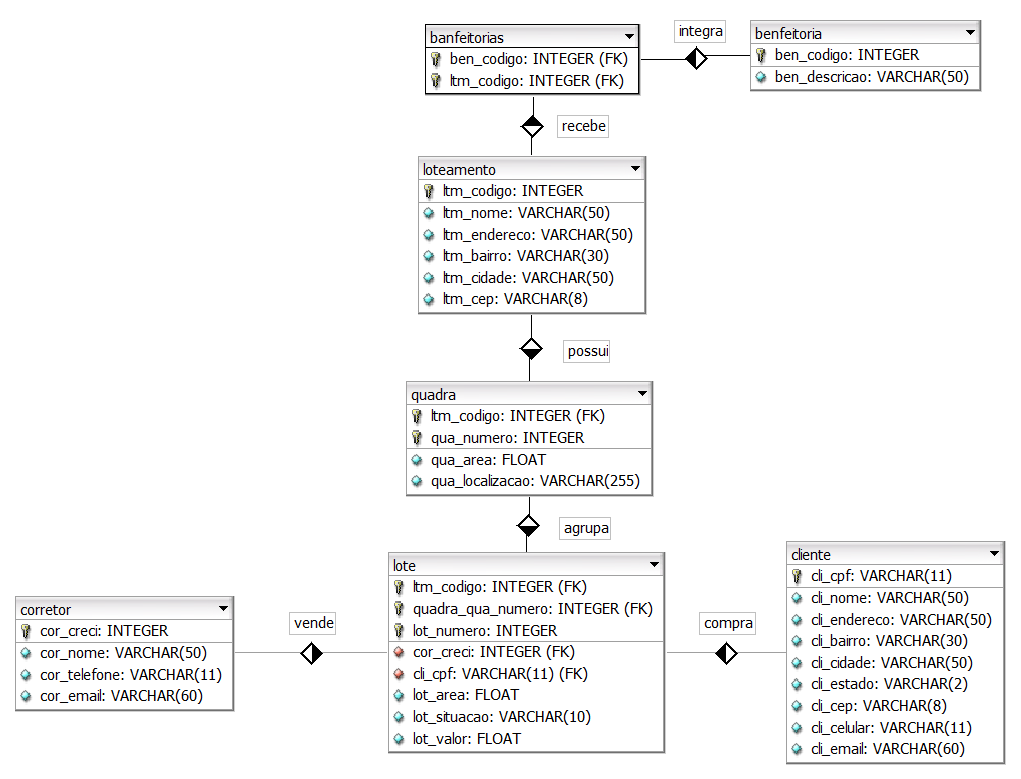 banfeitorias
ben_codigo: INTEGER (FK)
ltm_codigo: INTEGER (FK)
integra
benfeitoria
ben_codigo: INTEGER
ben_descricao: VARCHAR(50)
recebe
loteamento
ltm_codigo: INTEGER
ltm_nome: VARCHAR(50)
ltm_endereco: VARCHAR(50)
ltm_bairro: VARCHAR(30)
ltm_cidade: VARCHAR(50)
ltm_cep: VARCHAR(8)
possui
quadra
ltm_codigo: INTEGER (FK)
qua_numero: INTEGER
qua_area: FLOAT
qua_localizacao: VARCHAR(255)
agrupa
lote
ltm_codigo: INTEGER (FK)
quadra_qua_numero: INTEGER (FK)
lot_numero: INTEGER
cor_creci: INTEGER (FK)
cli_cpf: VARCHAR(11) (FK)
lot_area: FLOAT
lot_situacao: VARCHAR(10)
lot_valor: FLOAT
corretor
cor_creci: INTEGER
cor_nome: VARCHAR(50)
cor_telefone: VARCHAR(11)
cor_email: VARCHAR(60)
vende
compra
cliente
cli_cpf: VARCHAR(11)
cli_nome: VARCHAR(50)
cli_endereco: VARCHAR(50)
cli_bairro: VARCHAR(30)
cli_cidade: VARCHAR(50)
cli_estado: VARCHAR(2)
cli_cep: VARCHAR(8)
cli_celular: VARCHAR(11)
cli_email: VARCHAR(60)